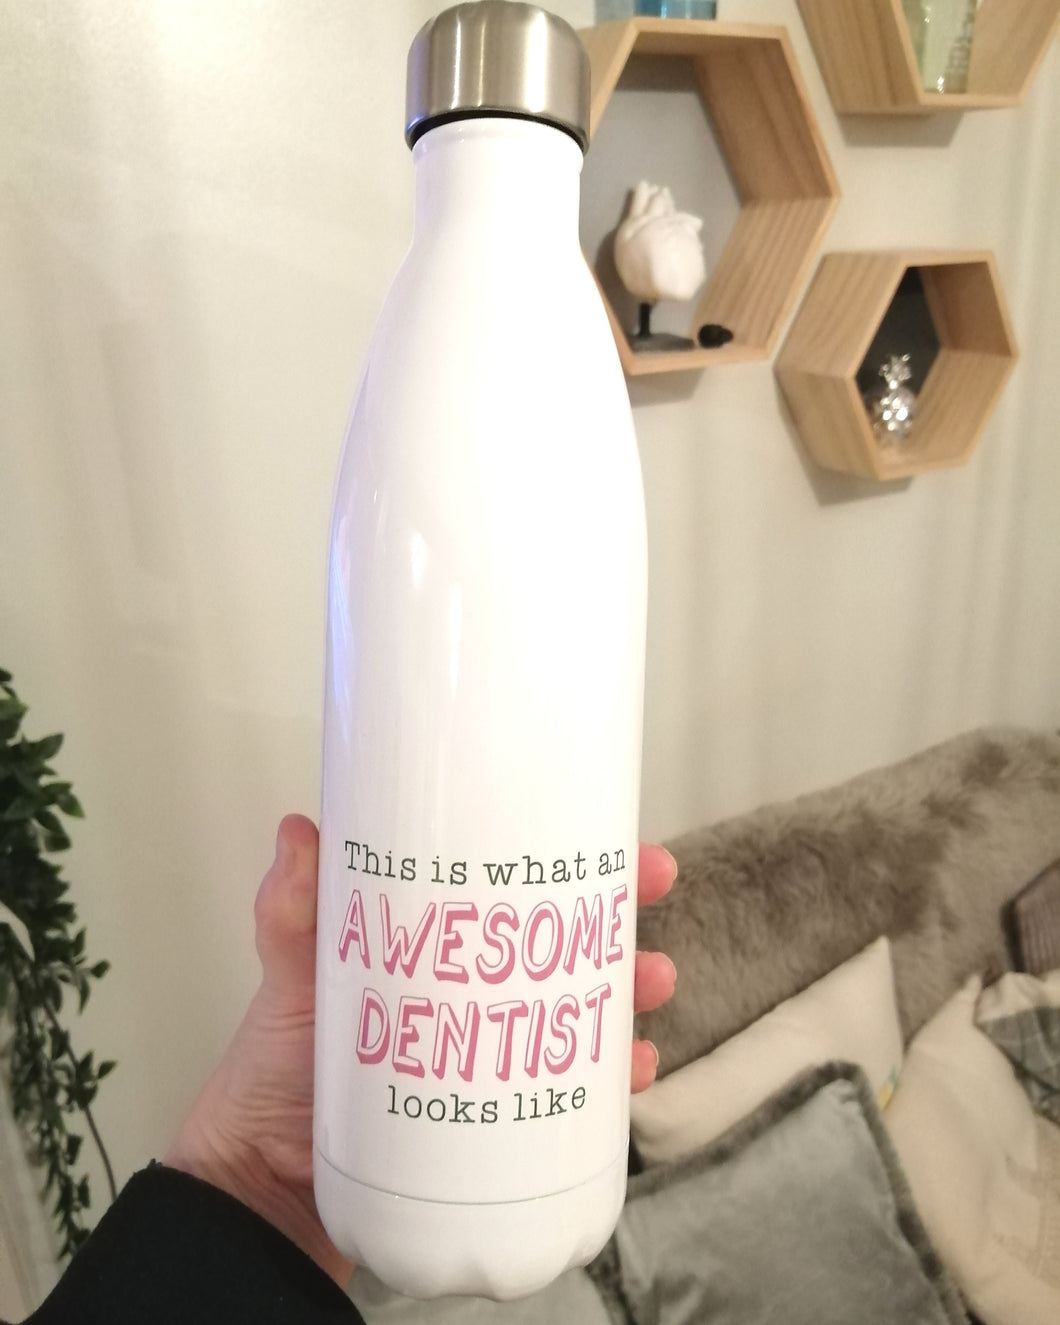 This is what an
AWESOME
DENTIST
looks like